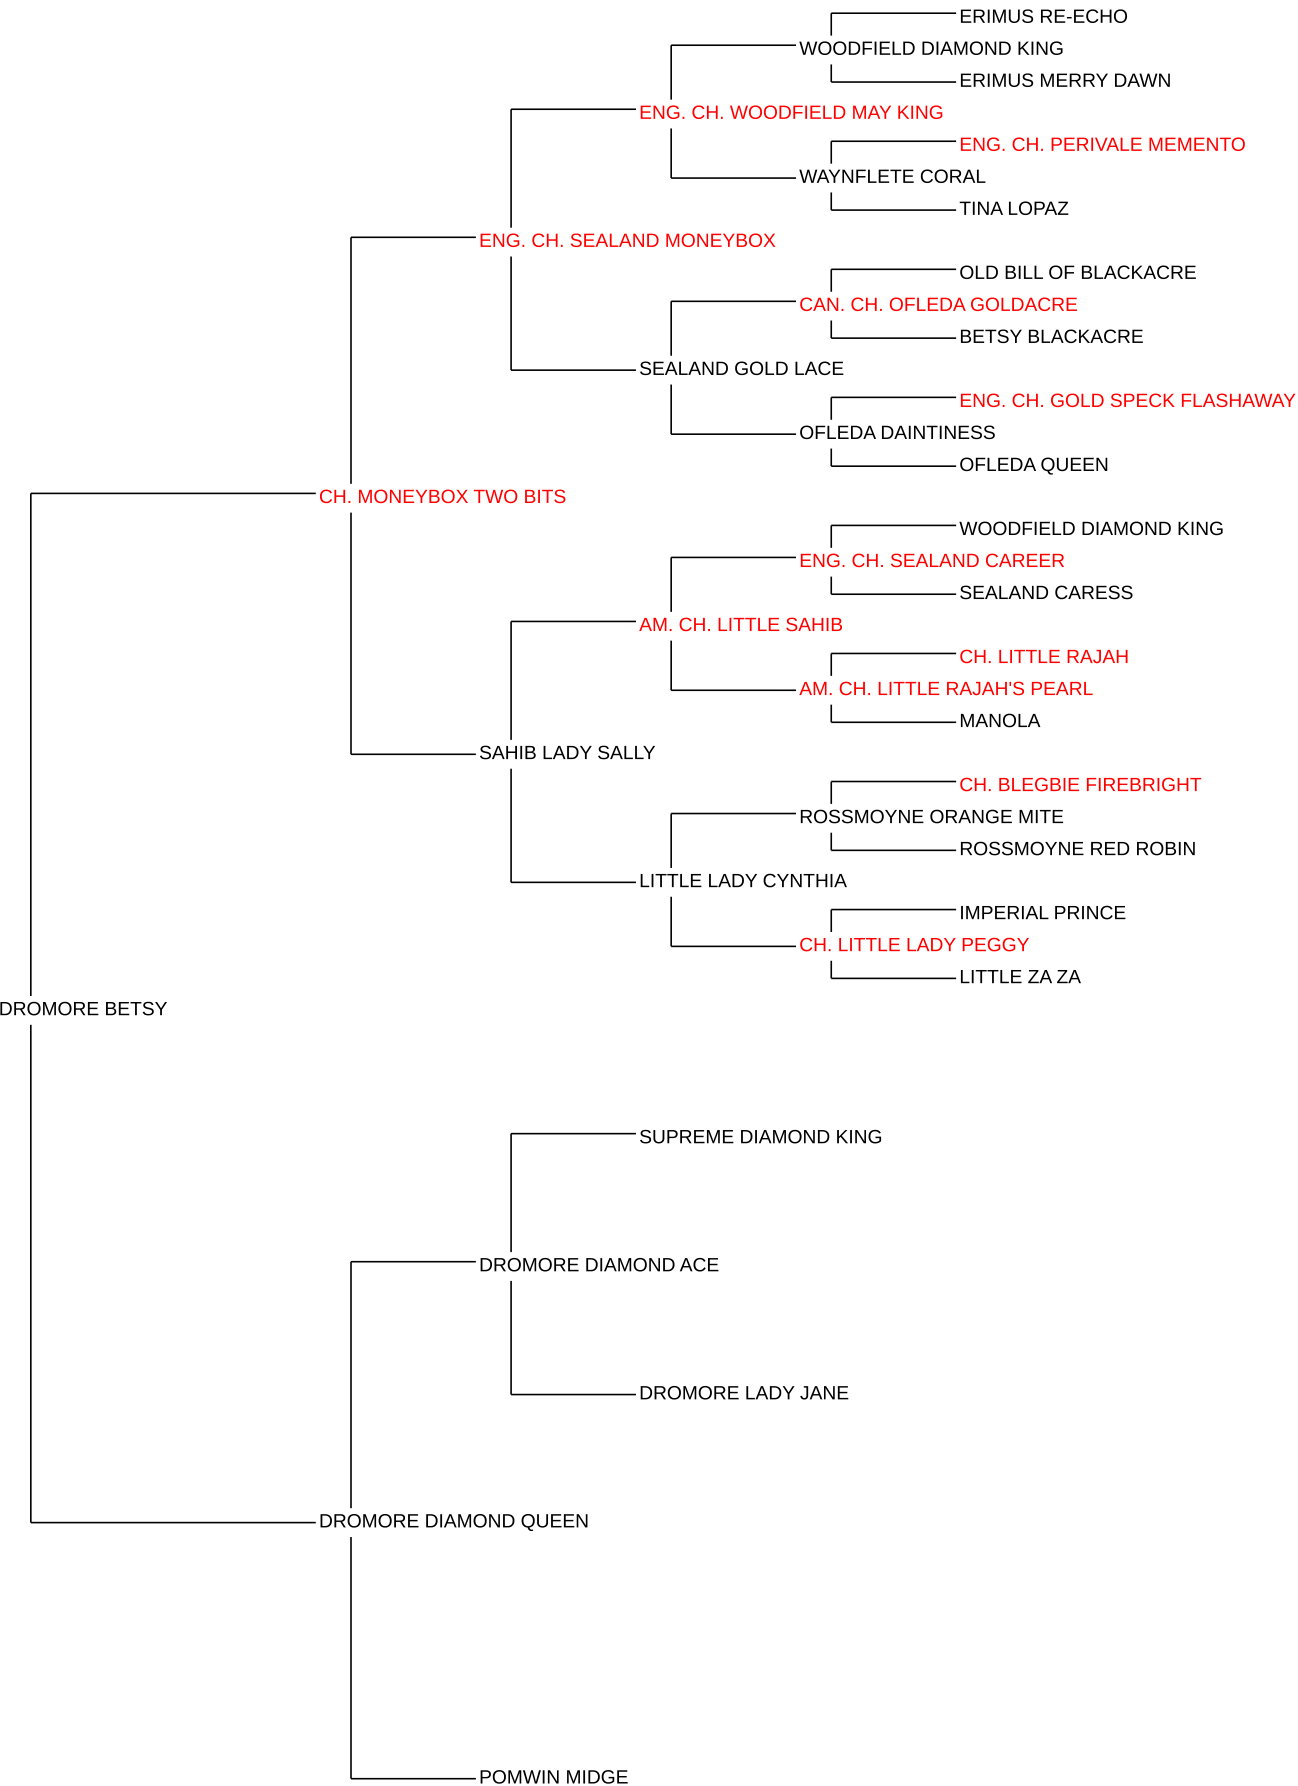 ERIMUS RE-ECHO
WOODFIELD DIAMOND KING
ERIMUS MERRY DAWN
ENG. CH. WOODFIELD MAY KING
ENG. CH. PERIVALE MEMENTO
WAYNFLETE CORAL
TINA LOPAZ
ENG. CH. SEALAND MONEYBOX
OLD BILL OF BLACKACRE
CAN. CH. OFLEDA GOLDACRE
BETSY BLACKACRE
SEALAND GOLD LACE
ENG. CH. GOLD SPECK FLASHAWAY
OFLEDA DAINTINESS
OFLEDA QUEEN
CH. MONEYBOX TWO BITS
WOODFIELD DIAMOND KING
ENG. CH. SEALAND CAREER
SEALAND CARESS
AM. CH. LITTLE SAHIB
CH. LITTLE RAJAH
AM. CH. LITTLE RAJAH'S PEARL
MANOLA
SAHIB LADY SALLY
CH. BLEGBIE FIREBRIGHT
ROSSMOYNE ORANGE MITE
ROSSMOYNE RED ROBIN
LITTLE LADY CYNTHIA
IMPERIAL PRINCE
CH. LITTLE LADY PEGGY
LITTLE ZA ZA
DROMORE BETSY
SUPREME DIAMOND KING
DROMORE DIAMOND ACE
DROMORE LADY JANE
DROMORE DIAMOND QUEEN
POMWIN MIDGE